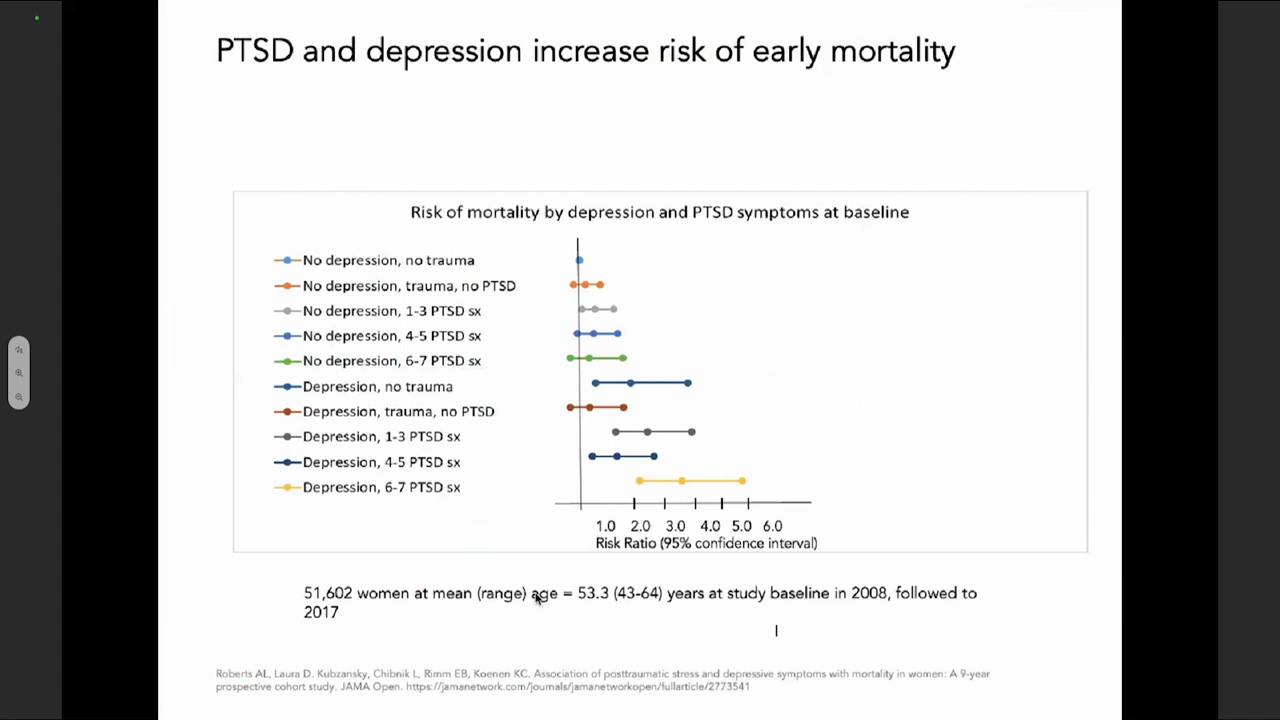 PTSD and depression increase risk of early mortality
Risk of mortality by depression and PTSD symptoms at baseline
No depression, no trauma
No depression, trauma, no PTSD
No depression, 1-3 PTSD sx
No depression, 4-5 PTSD sx
No depression, 6-7 PTSD sx
Depression, no trauma
Depression, trauma, no PTSD
Depression, 1-3 PTSD sx
Depression, 4-5 PTSD sx
Depression, 6-7 PTSD sx
1.0 2.0 3.0 4.0 5.0 6.0
Risk Ratio (95% confidence interval)
51,602 women at mean (range) age = 53.3 (43-64) years at study baseline in 2008, followed to
2017
Roberts AL, Laura D. Kubzansky, Chibnik L, Rimm EB, Koenen KC. Association of posttraumatic stress and depressive symptoms with mortality in women: A 9-year
prospective cohort study. JAMA Open. https://jamanetwork.com/journals/jamanetworkopen/fullarticle/2773541